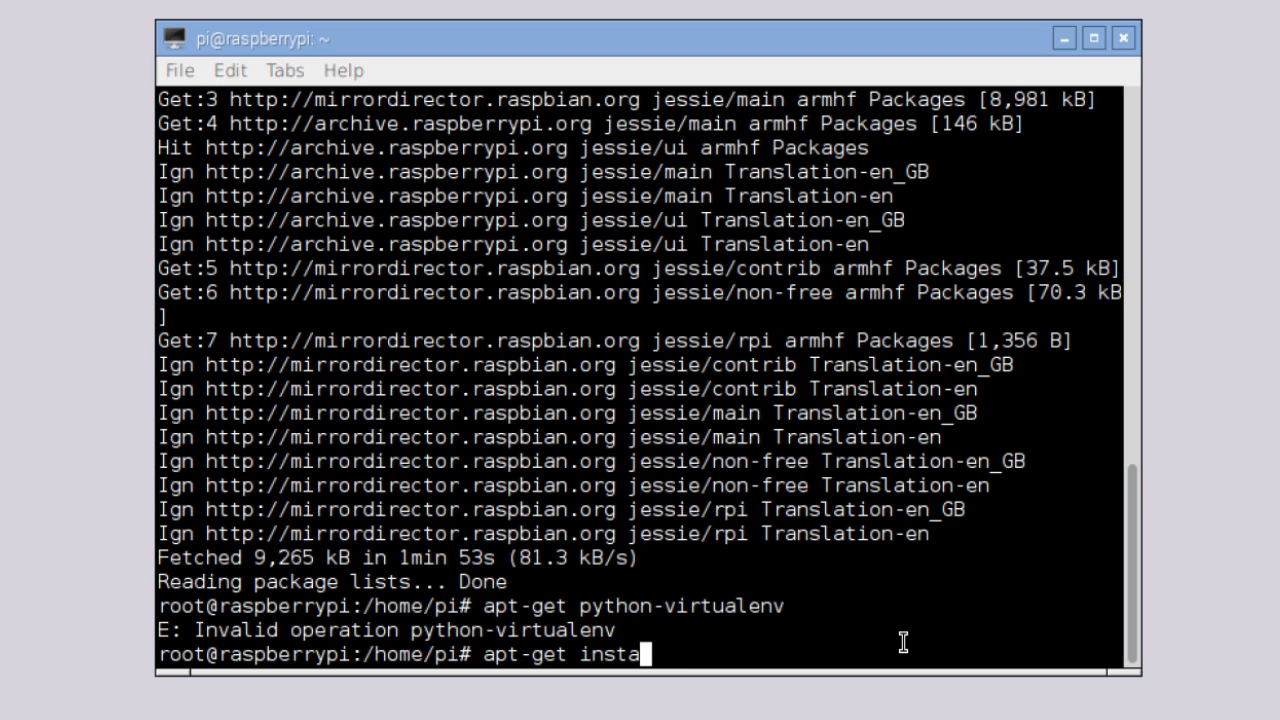 pi@raspberrypi: ~
File Edit Tabs Help
Get:3 http://mirrordirector.raspbian.org jessie/main armhf Packages [8,981 kB]
Get:4 http://archive.raspberrypi.org jessie/main armhf Packages [146 kB]
Hit http://archive.raspberrypi.org jessie/ui armhf Packages
Ign http://archive.raspberrypi.org jessie/main Translation-en_GB
Ign http://archive.raspberrypi.org jessie/main Translation-en
Ign http://archive.raspberrypi.org jessie/ui Translation-en_GB
Ign http://archive.raspberrypi.org jessie/ui Translation-en
Get:5 http://mirrordirector.raspbian.org jessie/contrib armhf Packages [37.5 kB]
Get:6 http://mirrordirector.raspbian.org jessie/non-free armhf Packages [70.3 kB
]
Get:7 http://mirrordirector.raspbian.org jessie/rpi armhf Packages [1,356 B]
Ign http://mirrordirector.raspbian.org jessie/contrib Translation-en_GB
Ign http://mirrordirector.raspbian.org jessie/contrib Translation-en
Ign http://mirrordirector.raspbian.org jessie/main Translation-en_GB
Ign http://mirrordirector.raspbian.org jessie/main Translation-en
Ign http://mirrordirector.raspbian.org jessie/non-free Translation-en_GB
Ign http://mirrordirector.raspbian.org jessie/non-free Translation-en
Ign http://mirrordirector.raspbian.org jessie/rpi Translation-en_GB
Ign http://mirrordirector.raspbian.org jessie/rpi Translation-en
Fetched 9,265 kB in 1min 53s (81.3 kB/s)
Reading package lists... Done
root@raspberrypi:/home/pi# apt-get python-virtualenv
E: Invalid operation python-virtualenv
root@raspberrypi:/home/pi# apt-get insta